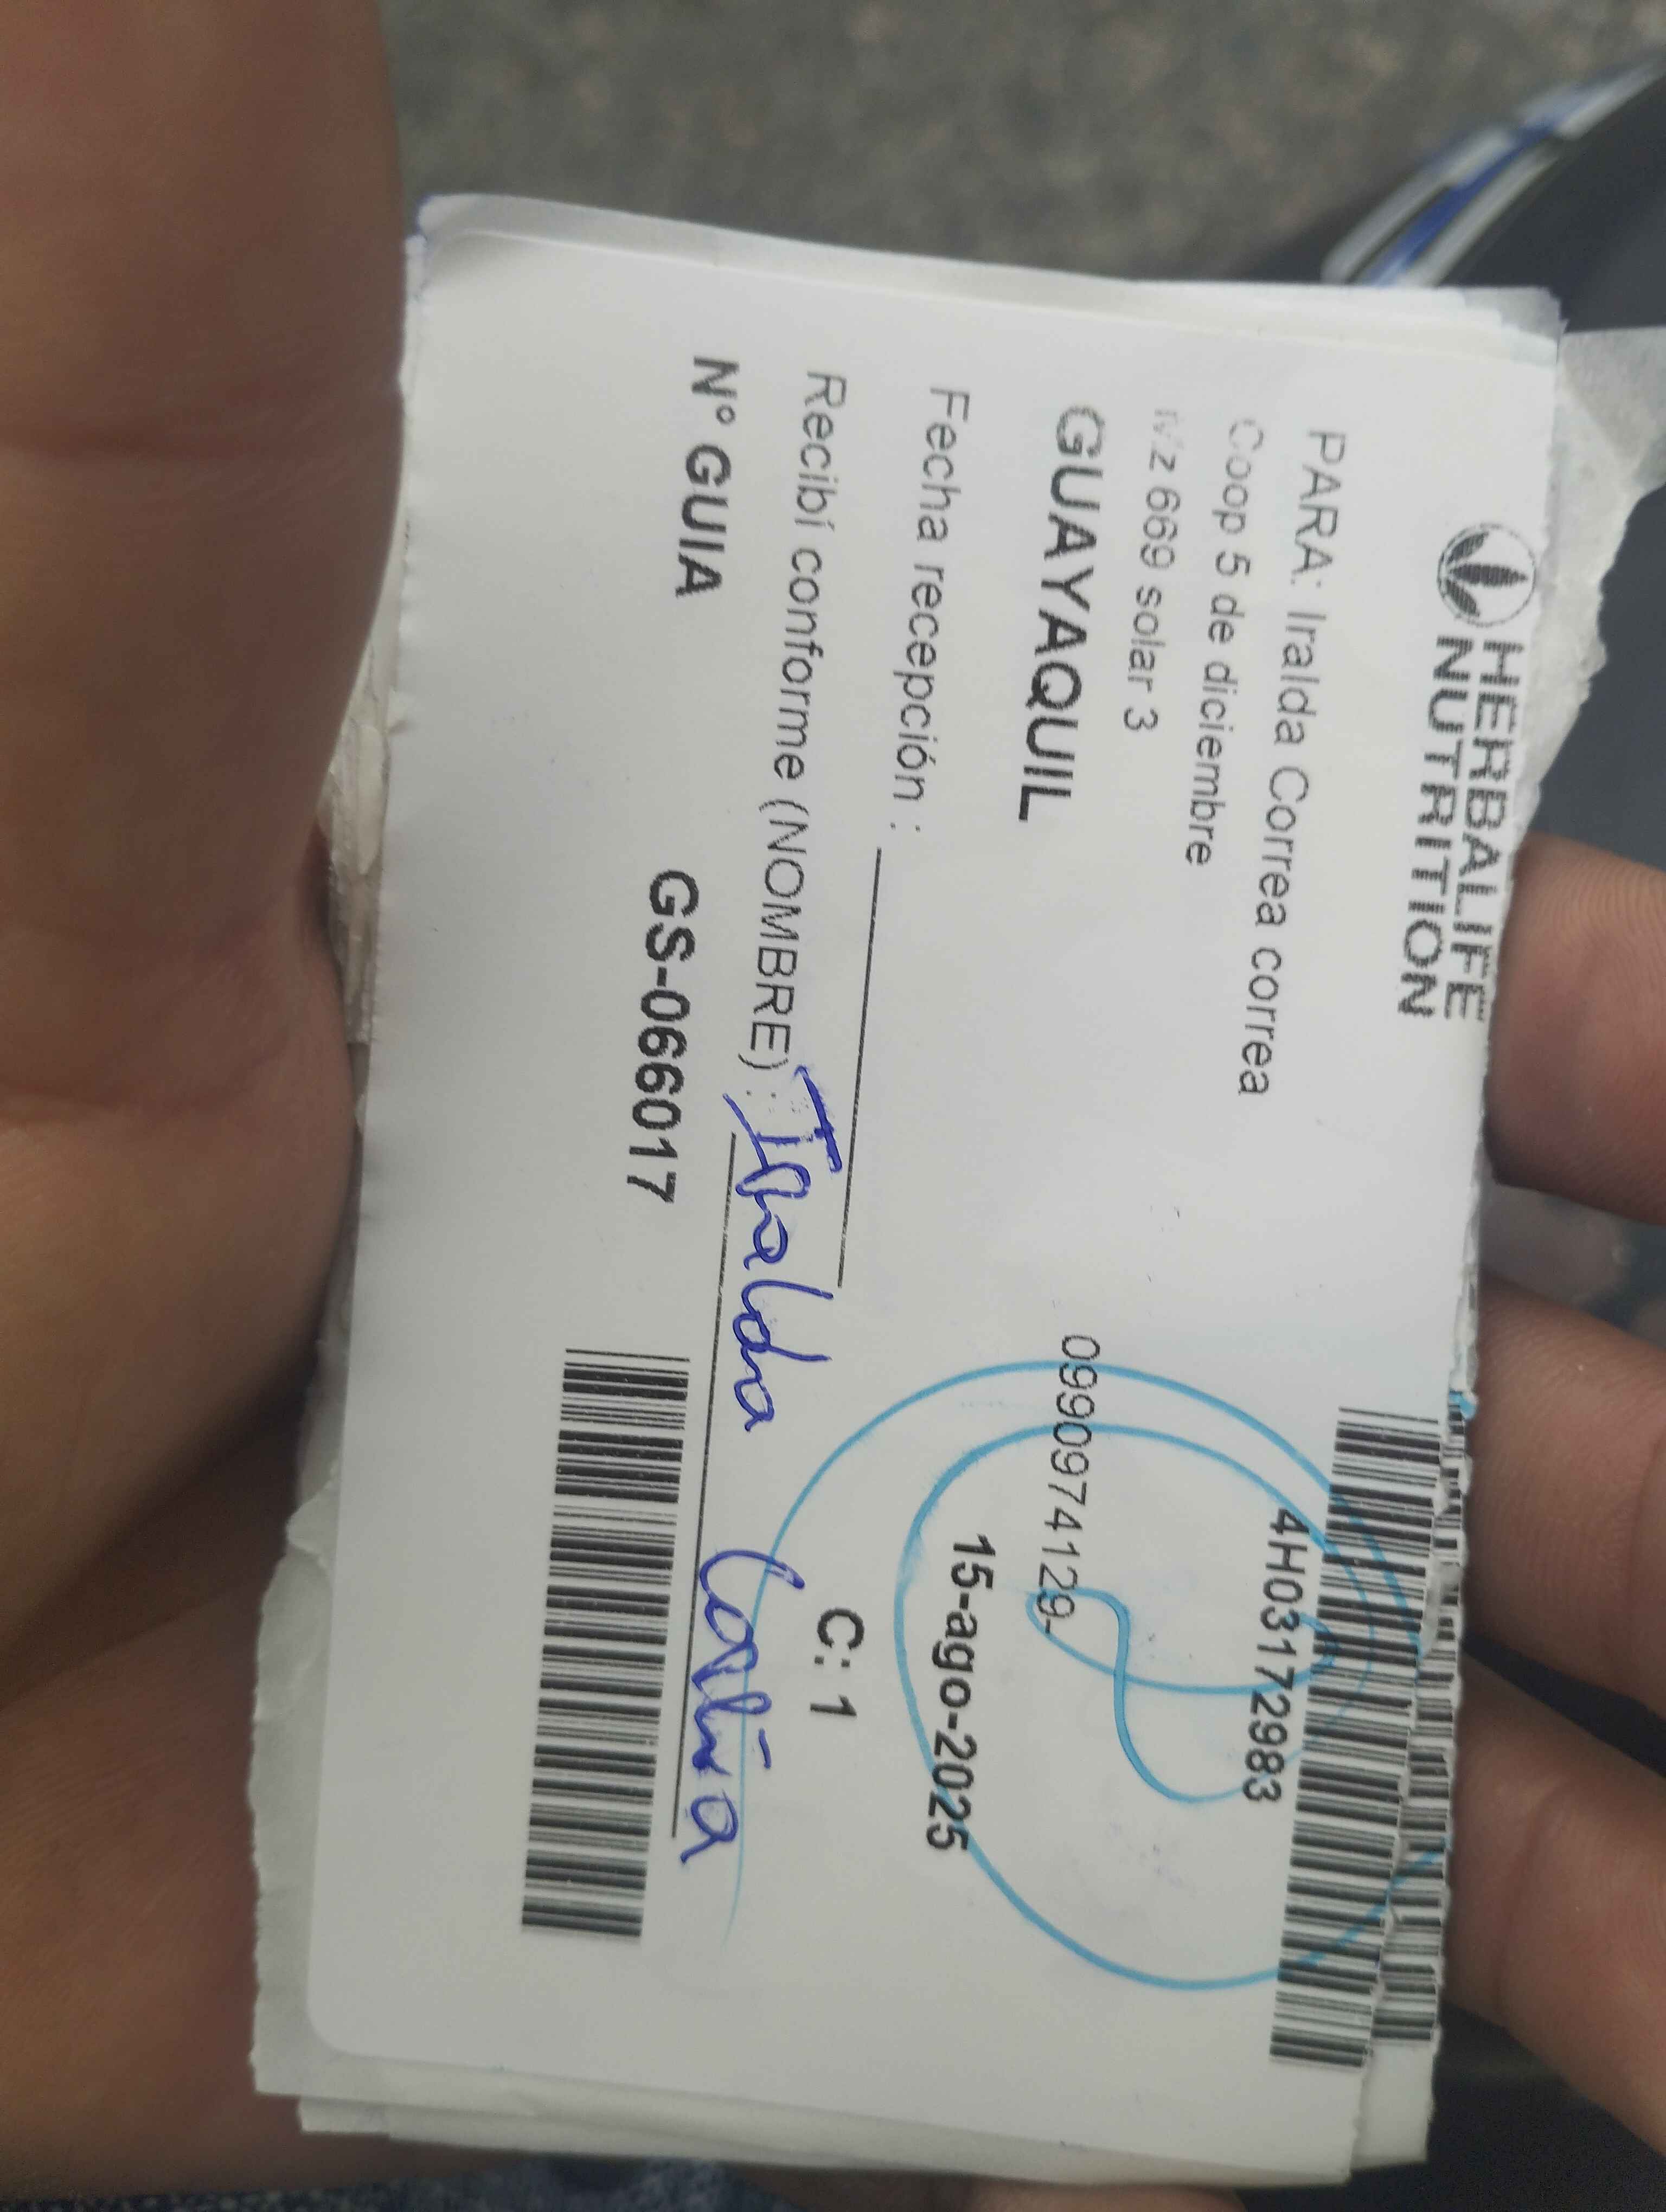 HERBALIFE
NUTRITION
4H03172983
PARA: Iralda Correa correa
Coop 5 de diciembre
Mz 669 solar 3
GUAYAQUIL
0990974129-
15-ago-2025
Fecha recepción :
C: 1
Recibí conforme (NOMBRE) : Iralda
Nº GUIA
GS-066017